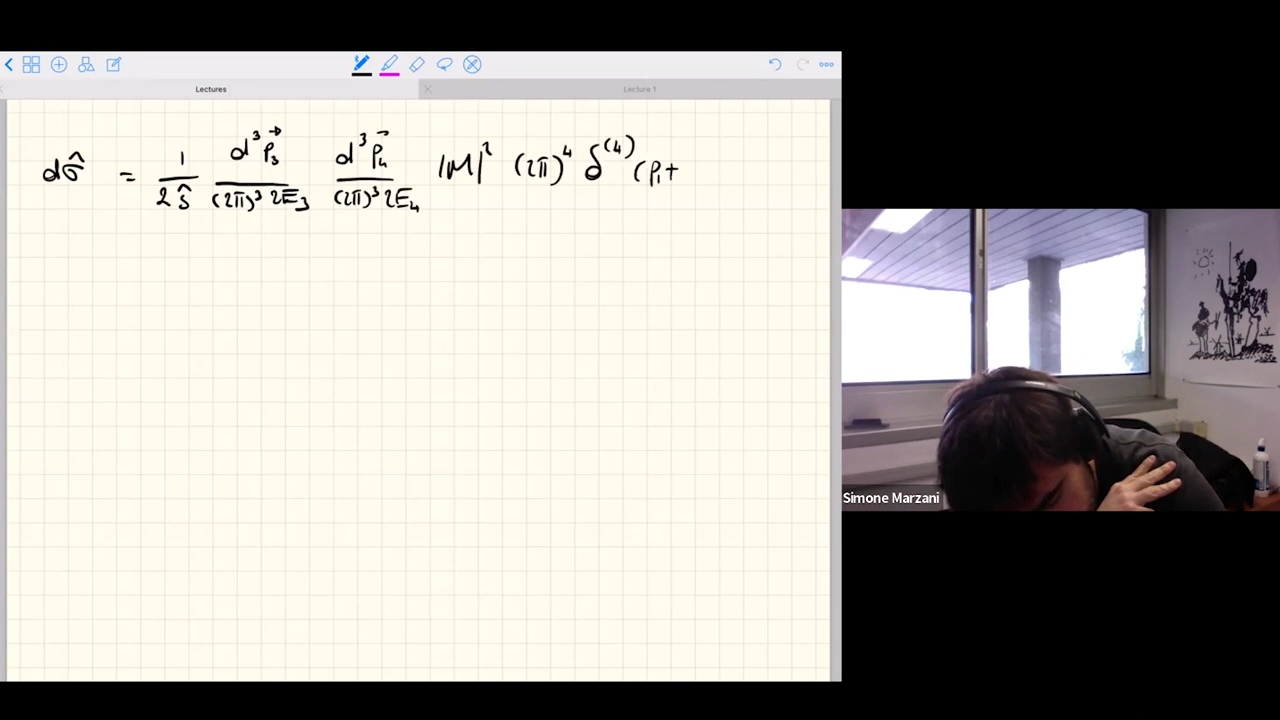 Lectures
Lecture 1
dσ̂ = 1/(2ŝ) d³p⃗₃/((2π)³ 2E₃) d³p⃗₄/((2π)³ 2E₄) |M|² (2π)⁴ δ⁽⁴⁾(p₁+
Simone Marzani